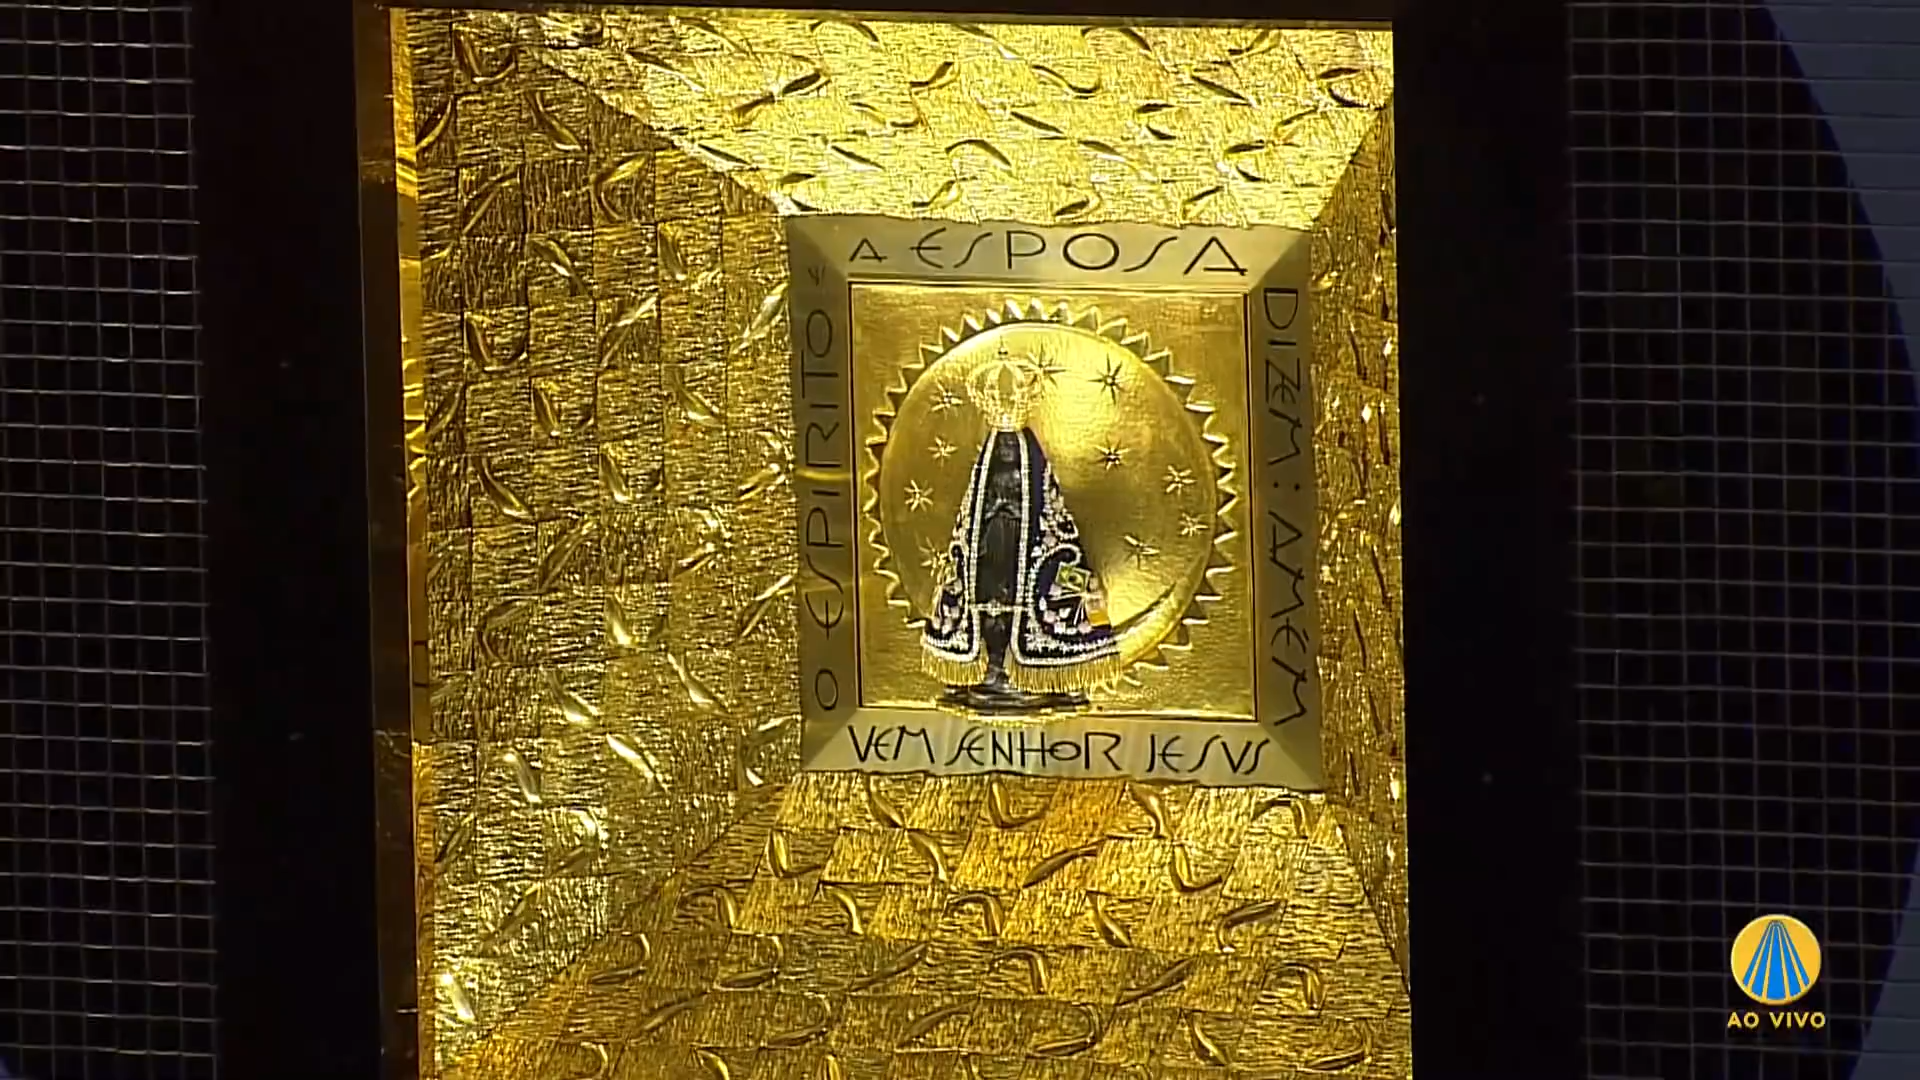 O ESPIRITO E
A ESPOSA
DIZEM: AMÉM
VEM SENHOR JESUS
AO VIVO